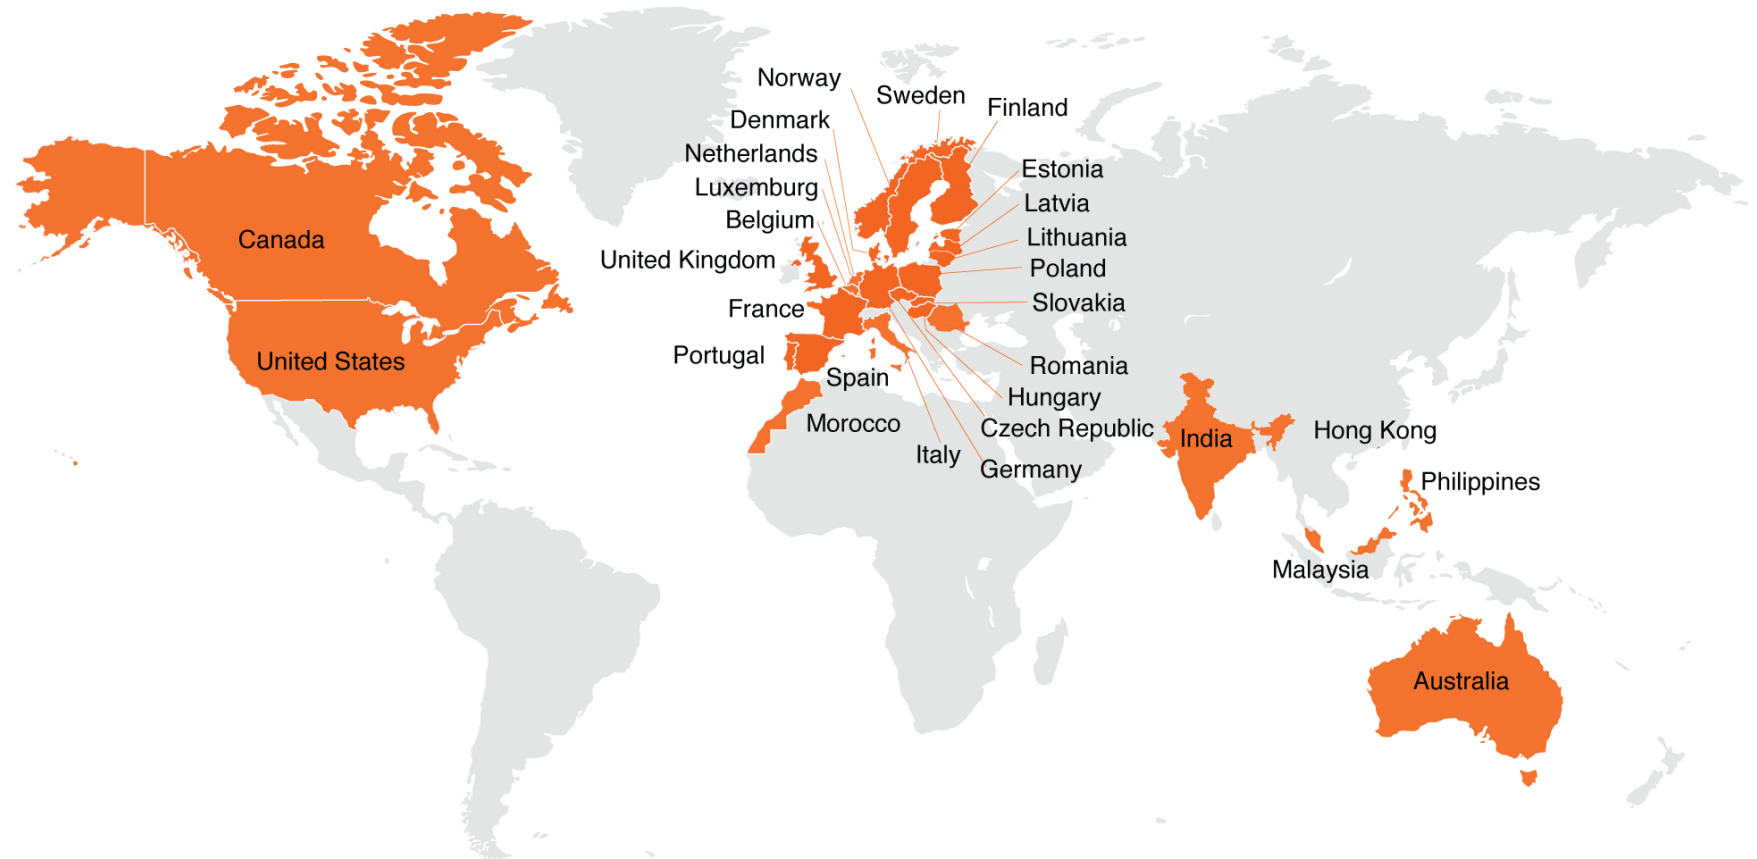 Norway
Sweden
Finland
Denmark
Netherlands
Estonia
Luxemburg
Latvia
Belgium
Lithuania
Canada
United Kingdom
Poland
France
Slovakia
United States
Portugal
Romania
Spain
Hungary
Morocco
Czech Republic
India
Hong Kong
Italy
Germany
Philippines
Malaysia
Australia